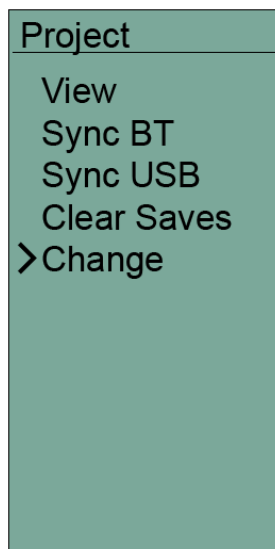 Project
View
Sync BT
Sync USB
Clear Saves
Change